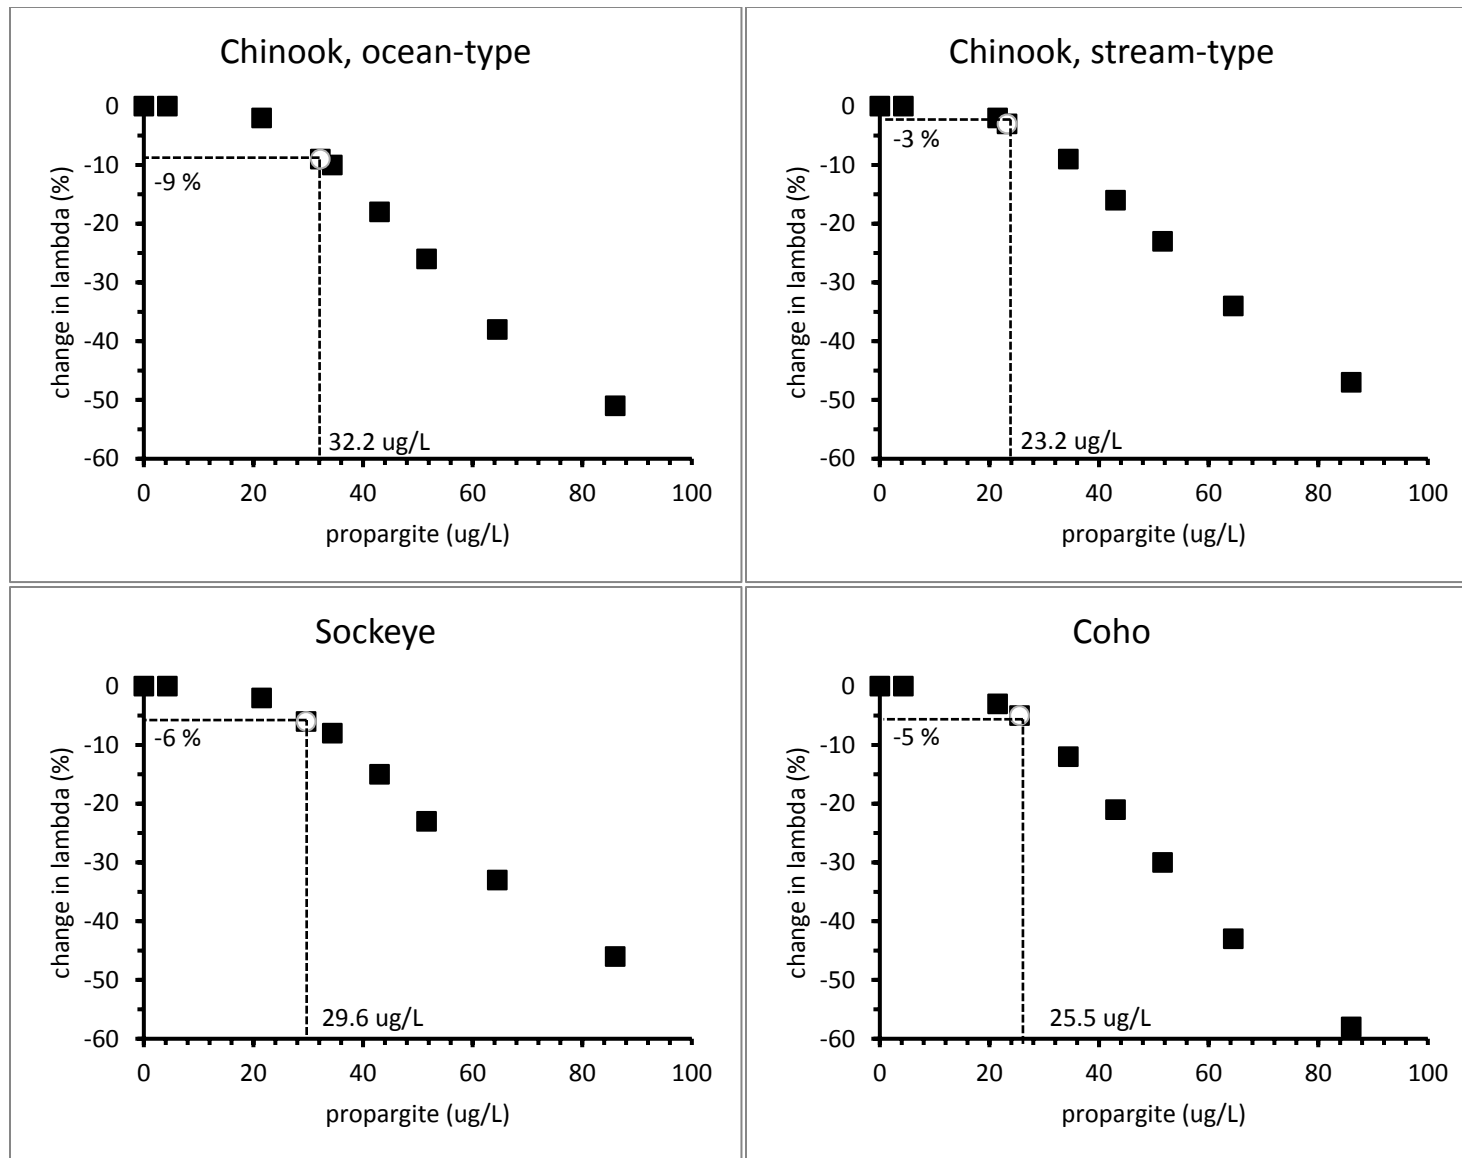 Chinook, ocean-type
change in lambda (%)
0
-10
-20
-30
-40
-50
-60
-9 %
32.2 ug/L
0 20 40 60 80 100
propargite (ug/L)
Chinook, stream-type
change in lambda (%)
0
-10
-20
-30
-40
-50
-60
-3 %
23.2 ug/L
0 20 40 60 80 100
propargite (ug/L)
Sockeye
change in lambda (%)
0
-10
-20
-30
-40
-50
-60
-6 %
29.6 ug/L
0 20 40 60 80 100
propargite (ug/L)
Coho
change in lambda (%)
0
-10
-20
-30
-40
-50
-60
-5 %
25.5 ug/L
0 20 40 60 80 100
propargite (ug/L)